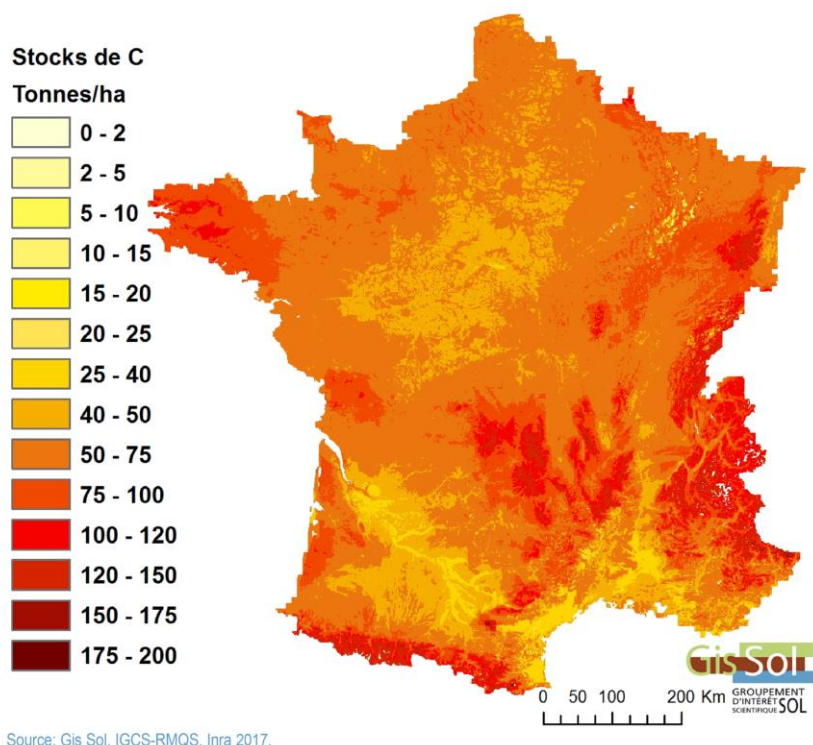 Stocks de C
Tonnes/ha
0 - 2
2 - 5
5 - 10
10 - 15
15 - 20
20 - 25
25 - 40
40 - 50
50 - 75
75 - 100
100 - 120
120 - 150
150 - 175
175 - 200
Gis Sol
GROUPEMENT
D'INTÉRÊT
SCIENTIFIQUE SOL
0 50 100 200 Km
Source: Gis Sol, IGCS-RMQS, Inra 2017.